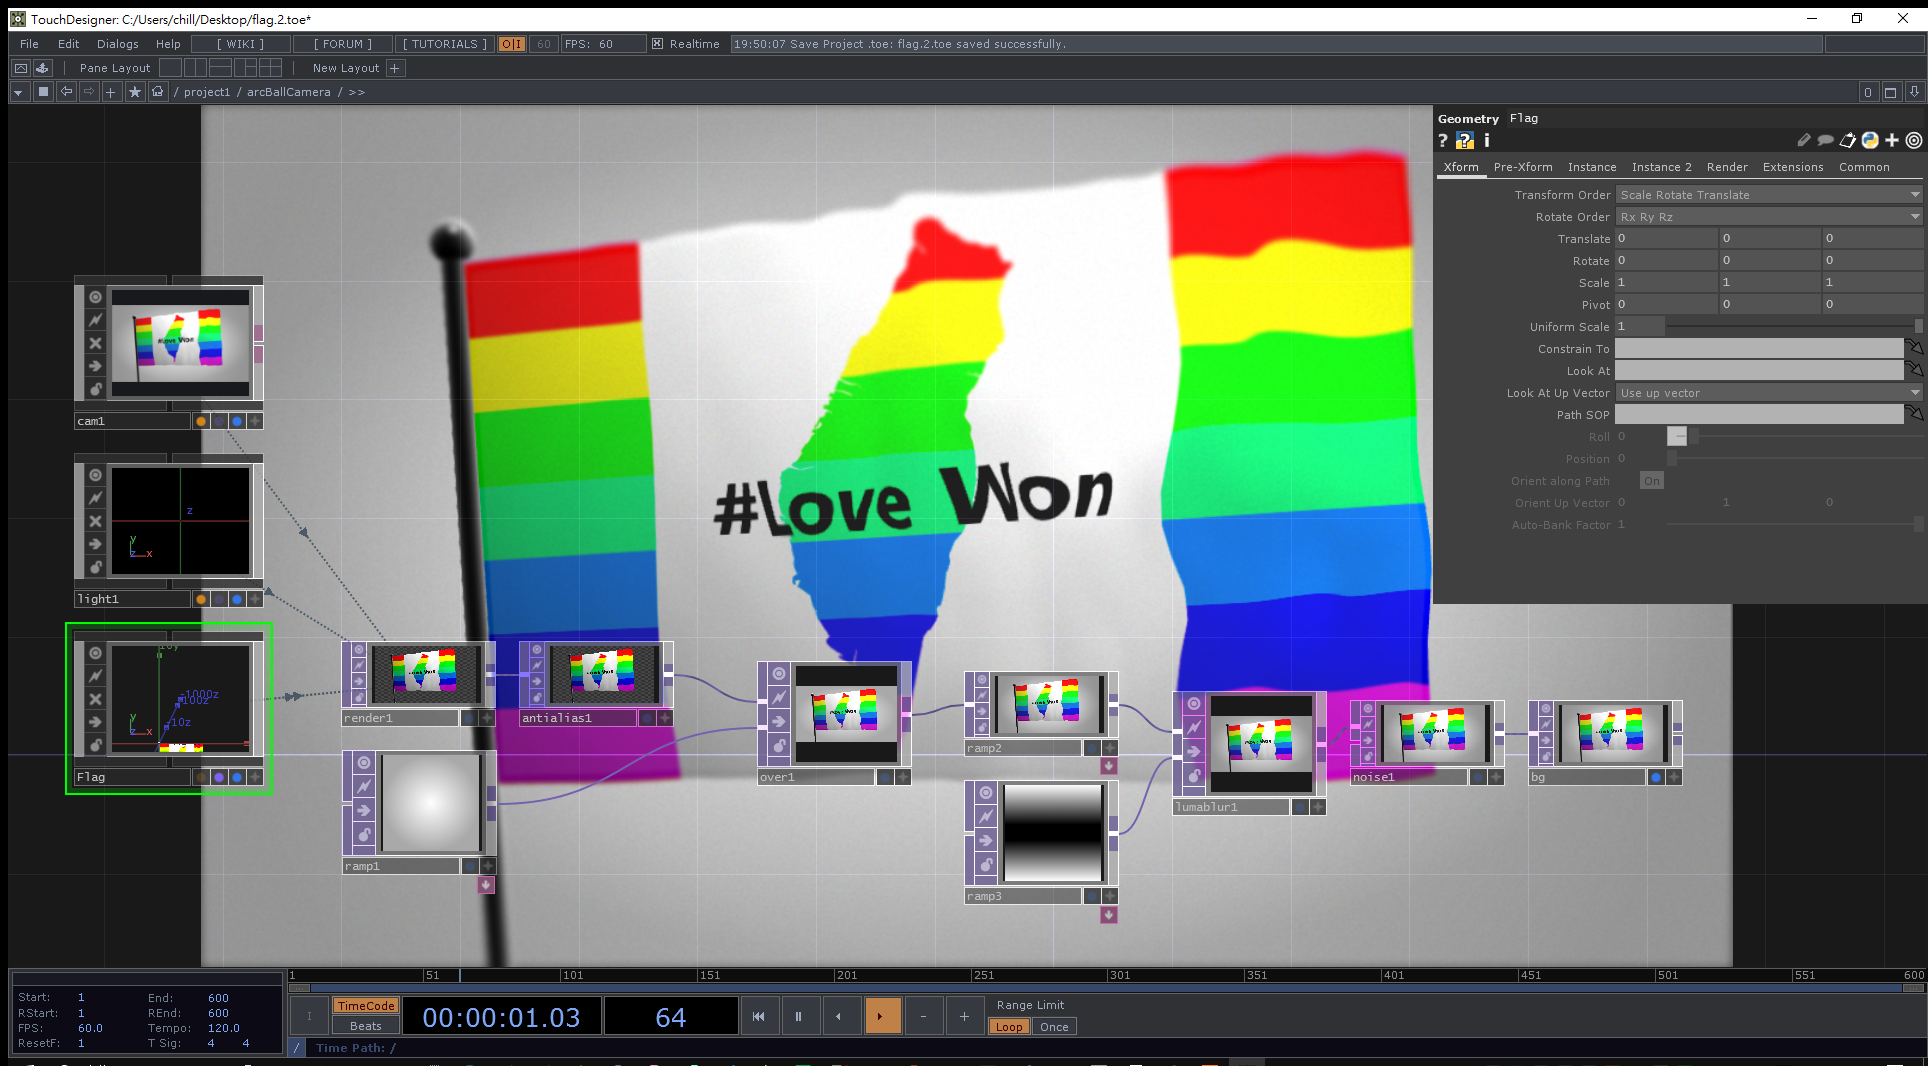 TouchDesigner: C:/Users/chill/Desktop/flag.2.toe*
File Edit Dialogs Help [ WIKI ] [ FORUM ] [ TUTORIALS ] O|I 60 FPS: 60 Realtime 19:50:07 Save Project .toe: flag.2.toe saved successfully.
Pane Layout New Layout +
/ project1 / arcBallCamera / >> 0
Geometry Flag
? ? i
Xform Pre-Xform Instance Instance 2 Render Extensions Common
Transform Order Scale Rotate Translate
Rotate Order Rx Ry Rz
Translate 0 0 0
Rotate 0 0 0
Scale 1 1 1
Pivot 0 0 0
Uniform Scale 1
Constrain To
Look At
Look At Up Vector Use up vector
Path SOP
Roll 0
Position 0
Orient along Path On
Orient Up Vector 0 1 0
Auto-Bank Factor 1
#Love Won
cam1
z
y
z x
light1
10y
-1000z
-100z
-10z
y
z x
Flag
render1
antialias1
ramp1
over1
ramp2
ramp3
lumablur1
noise1
bg
1 51 101 151 201 251 301 351 401 451 501 551 600
Start: 1 End: 600
RStart: 1 REnd: 600
FPS: 60.0 Tempo: 120.0
ResetF: 1 T Sig: 4 4
I
TimeCode
Beats
00:00:01.03 64
- +
Range Limit
Loop Once
/ Time Path: /